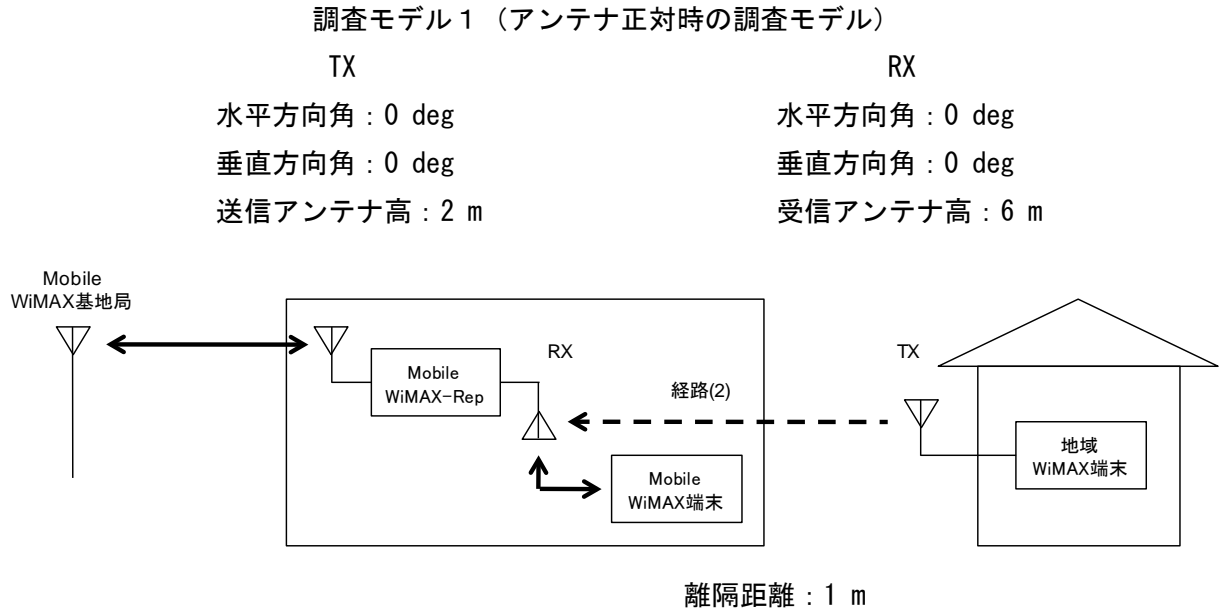 調査モデル１（アンテナ正対時の調査モデル）
TX
RX
水平方向角：0 deg
水平方向角：0 deg
垂直方向角：0 deg
垂直方向角：0 deg
送信アンテナ高：2 m
受信アンテナ高：6 m
Mobile
WiMAX基地局
RX
TX
Mobile
WiMAX-Rep
経路(2)
地域
WiMAX端末
Mobile
WiMAX端末
離隔距離：1 m